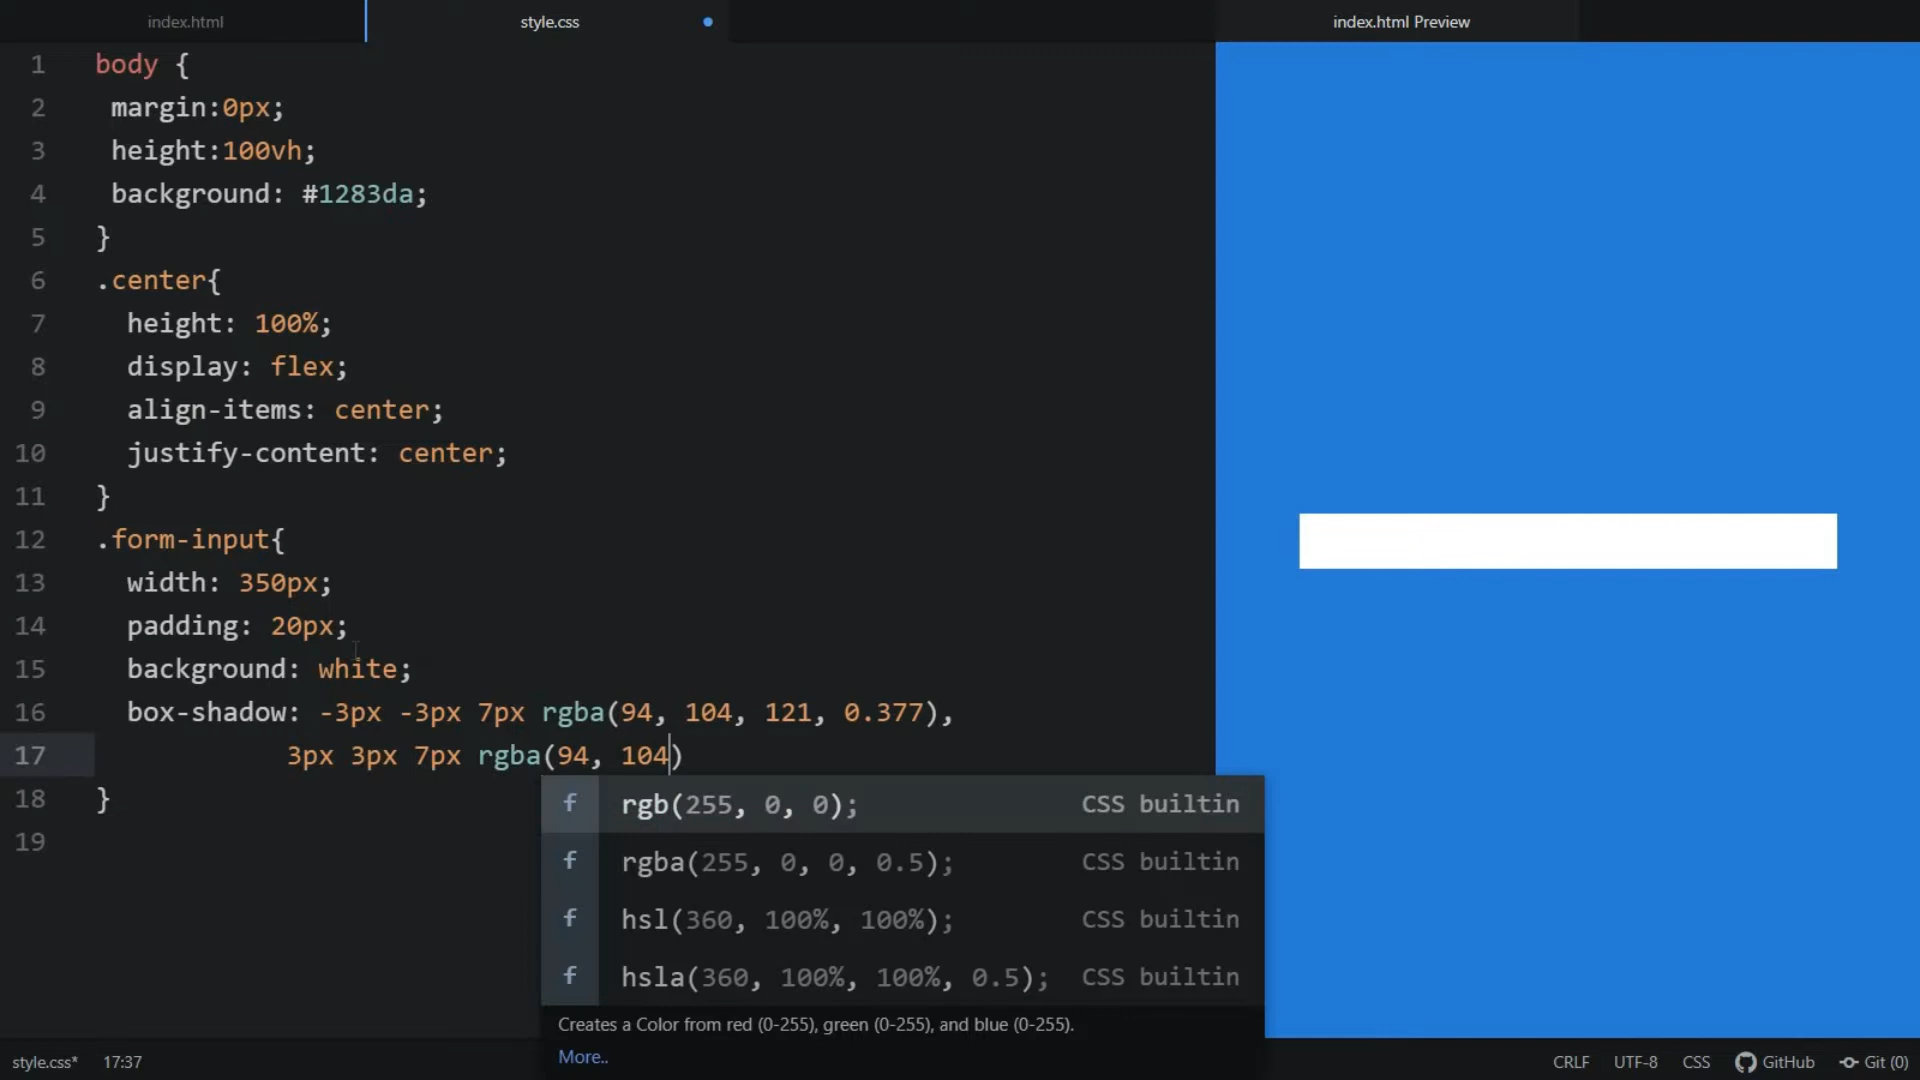 index.html
style.css
index.html Preview
1 body {
2 margin:0px;
3 height:100vh;
4 background: #1283da;
5 }
6 .center{
7 height: 100%;
8 display: flex;
9 align-items: center;
10 justify-content: center;
11 }
12 .form-input{
13 width: 350px;
14 padding: 20px;
15 background: white;
16 box-shadow: -3px -3px 7px rgba(94, 104, 121, 0.377),
17 3px 3px 7px rgba(94, 104)
18 }
19
f rgb(255, 0, 0); CSS builtin
f rgba(255, 0, 0, 0.5); CSS builtin
f hsl(360, 100%, 100%); CSS builtin
f hsla(360, 100%, 100%, 0.5); CSS builtin
Creates a Color from red (0-255), green (0-255), and blue (0-255).
More..
style.css* 17:37
CRLF UTF-8 CSS GitHub Git (0)